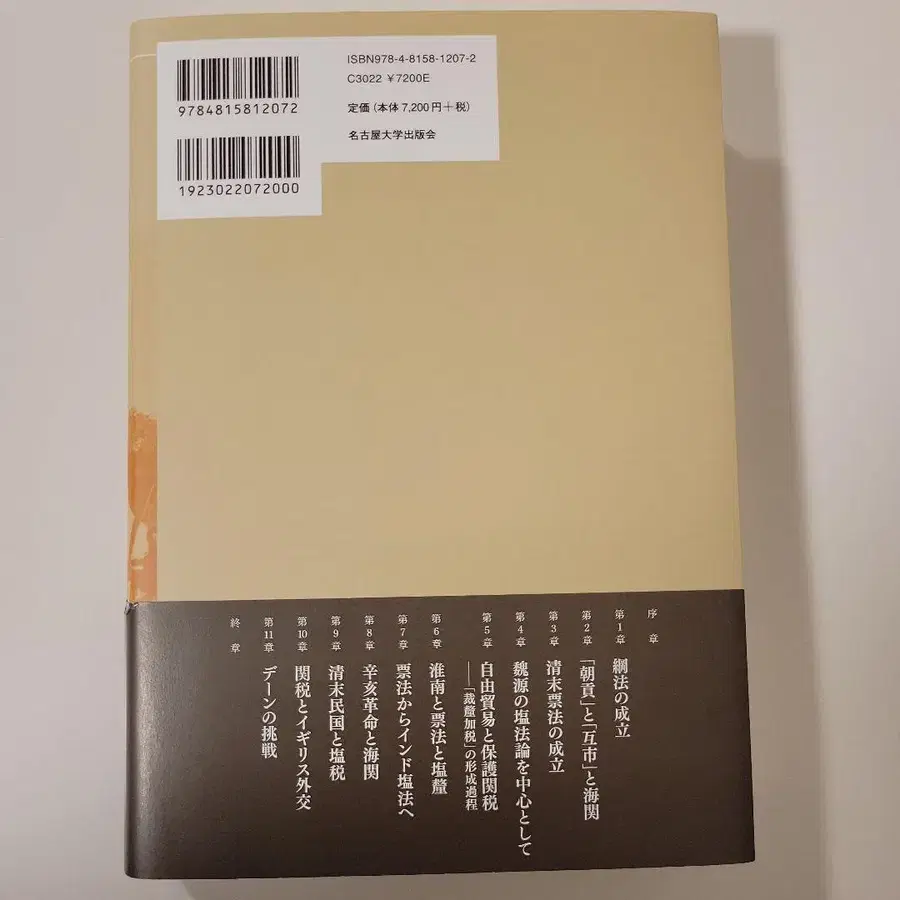 ISBN978-4-8158-1207-2
C3022 ¥7200E
定価(本体7,200円+税)
名古屋大学出版会
9784815812072
1923022072000
序 章
第1章 綱法の成立
第2章 「朝貢」と「互市」と海関
第3章 清末票法の成立
第4章 魏源の塩法論を中心として
第5章 自由貿易と保護関税
――「裁釐加税」の形成過程
第6章 淮南と票法と塩釐
第7章 票法からインド塩法へ
第8章 辛亥革命と海関
第9章 清末民国と塩税
第10章 関税とイギリス外交
第11章 デーンの挑戦
終 章